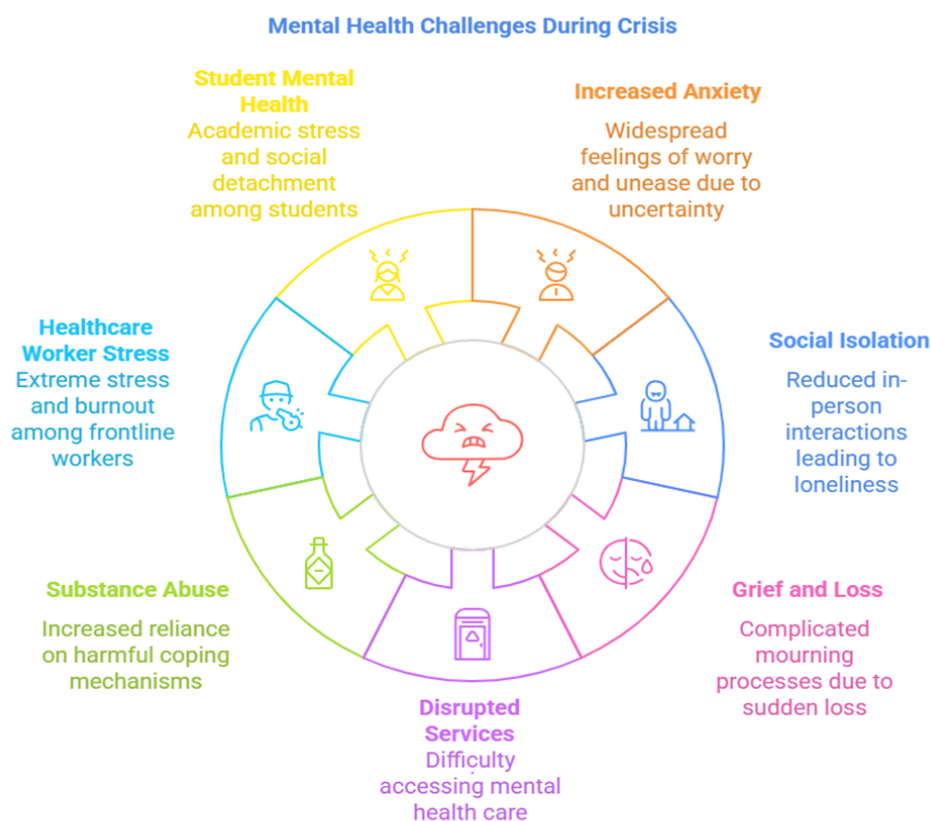 Mental Health Challenges During Crisis
Student Mental
Health
Academic stress
and social
detachment
among students
Increased Anxiety
Widespread
feelings of worry
and unease due to
uncertainty
Healthcare
Worker Stress
Extreme stress
and burnout
among frontline
workers
Social Isolation
Reduced in-
person
interactions
leading to
loneliness
Substance Abuse
Increased reliance
on harmful coping
mechanisms
Grief and Loss
Complicated
mourning
processes due to
sudden loss
Disrupted
Services
Difficulty
accessing mental
health care